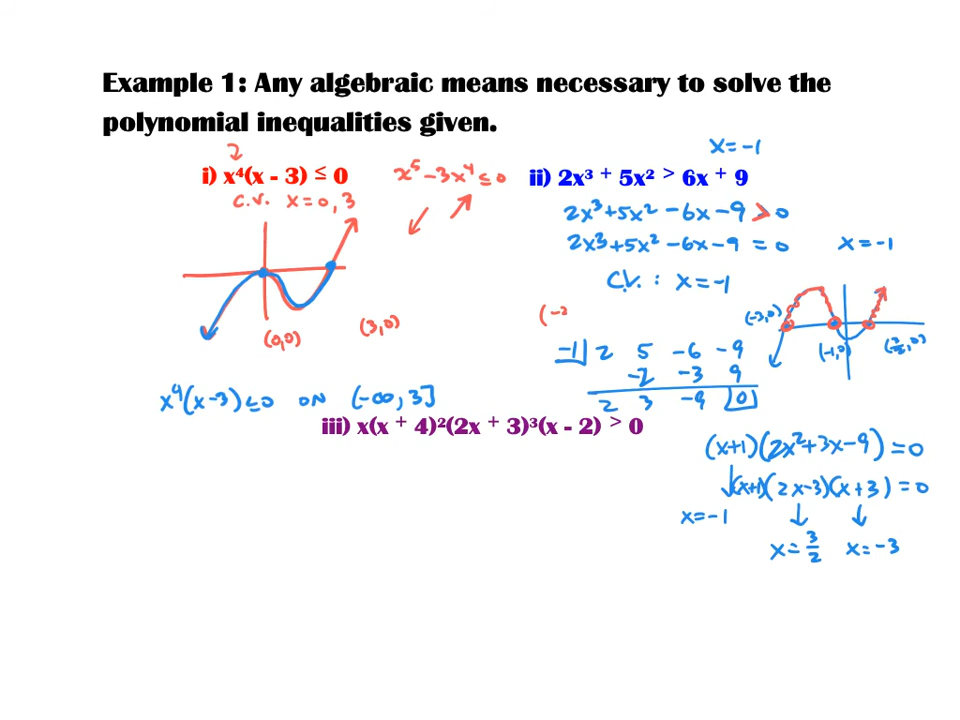 Example 1: Any algebraic means necessary to solve the
polynomial inequalities given.
x = -1
i) x⁴(x - 3) ≤ 0
x⁵ - 3x⁴ ≤ 0
ii) 2x³ + 5x² > 6x + 9
C.V. x = 0, 3
2x³ + 5x² - 6x - 9 > 0
2x³ + 5x² - 6x - 9 = 0
x = -1
C.V. : x = -1
(0,0)
(3,0)
(-3,0)
(-1,0)
(3/2,0)
-1| 2 5 -6 -9
-2 -3 9
2 3 -9 |0|
x⁴(x-3) ≤ 0 ON (-∞, 3]
iii) x(x + 4)²(2x + 3)³(x - 2) > 0
(x+1)(2x²+3x-9) = 0
(x+1)(2x-3)(x+3) = 0
x = -1
x = 3/2 x = -3